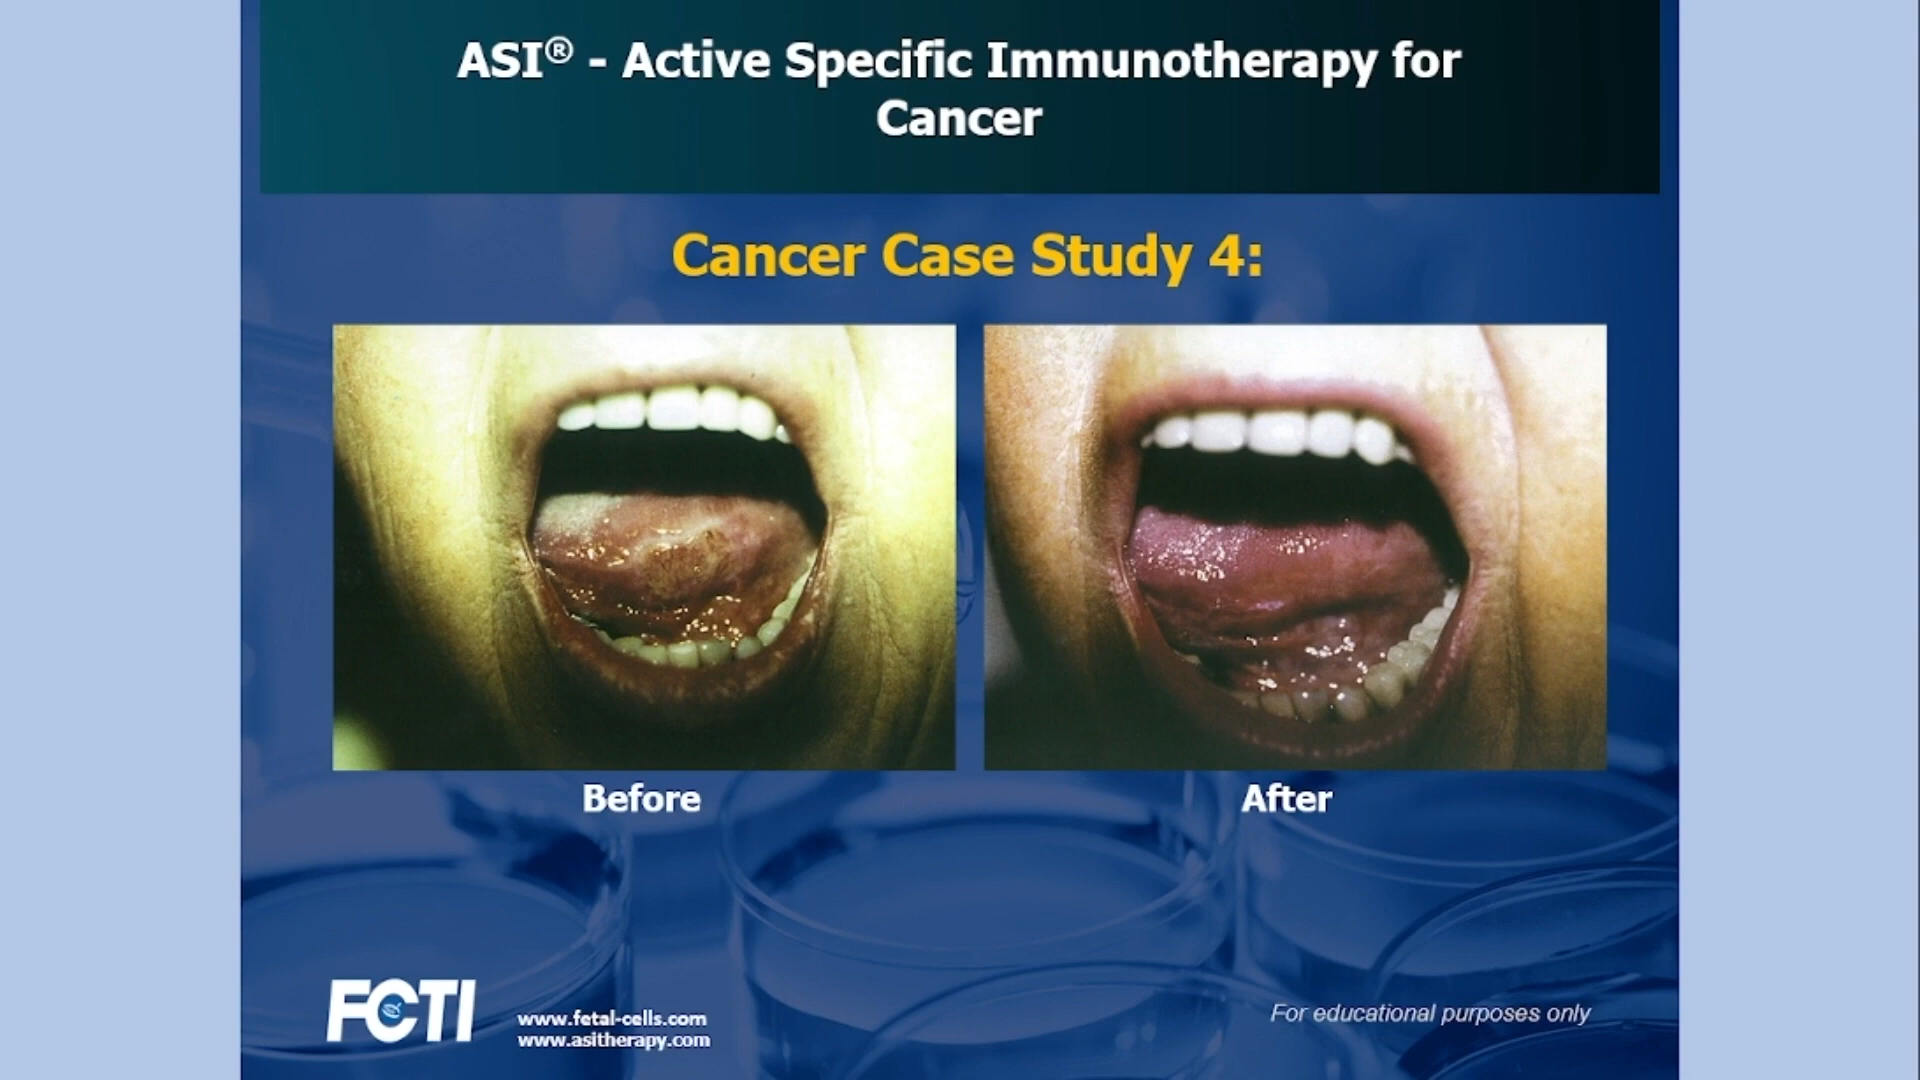 ASI® - Active Specific Immunotherapy for
Cancer
Cancer Case Study 4:
Before
After
FCTI
www.fetal-cells.com
www.asitherapy.com
For educational purposes only